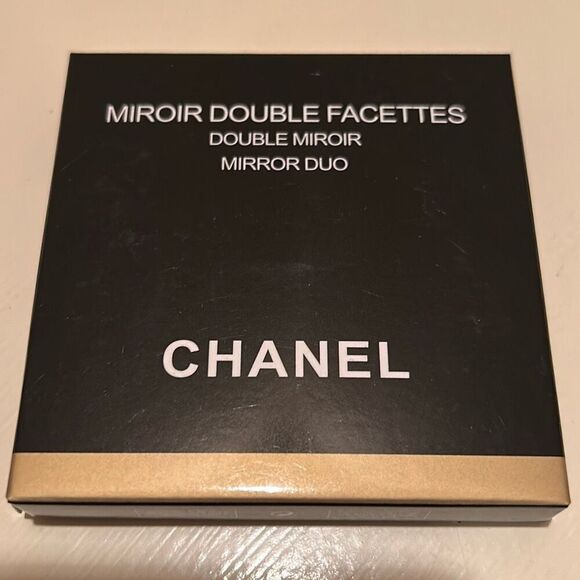 MIROIR DOUBLE FACETTES
DOUBLE MIROIR
MIRROR DUO
CHANEL